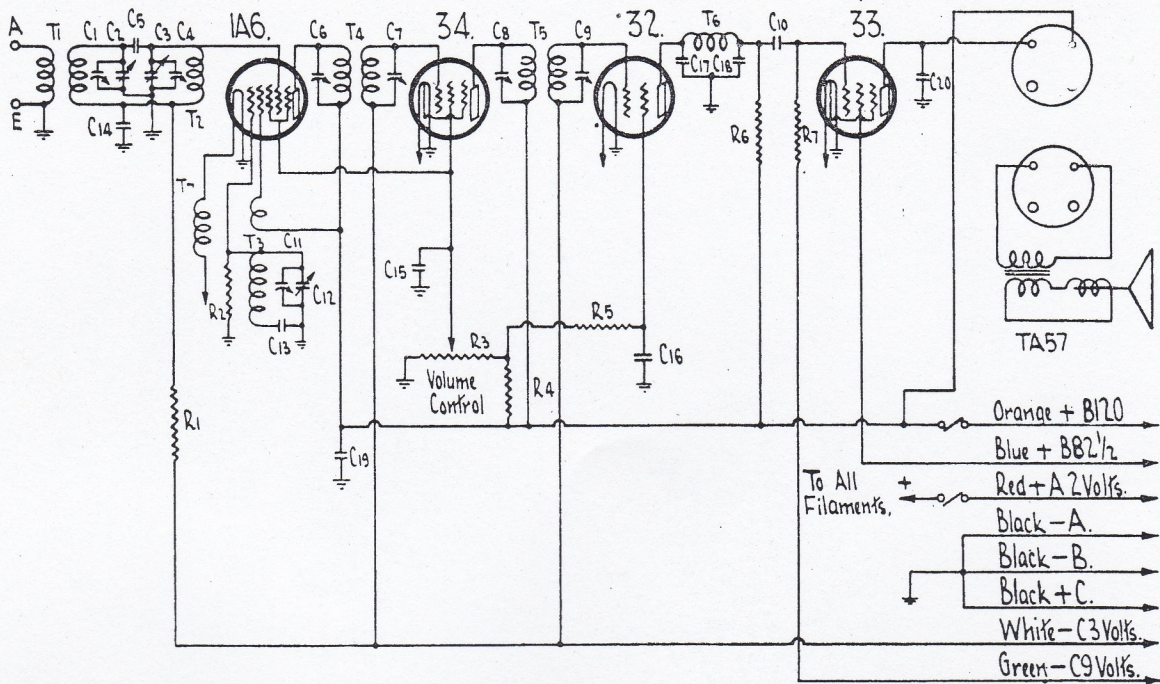 A
E
T1
C1
C2
C5
C3
C4
T2
C14
1A6.
C6
T4
C7
34.
C8
T5
C9
32.
T6
C17
C18
C10
33.
C20
R6
R7
T3
C11
C12
R2
C13
C15
R3
Volume
Control
R5
R4
C16
R1
C19
TA57
Orange + B120
Blue + B82½
To All
Filaments.
+
Red + A 2 Volts.
Black - A.
Black - B.
Black + C.
White - C3 Volts.
Green - C9 Volts.